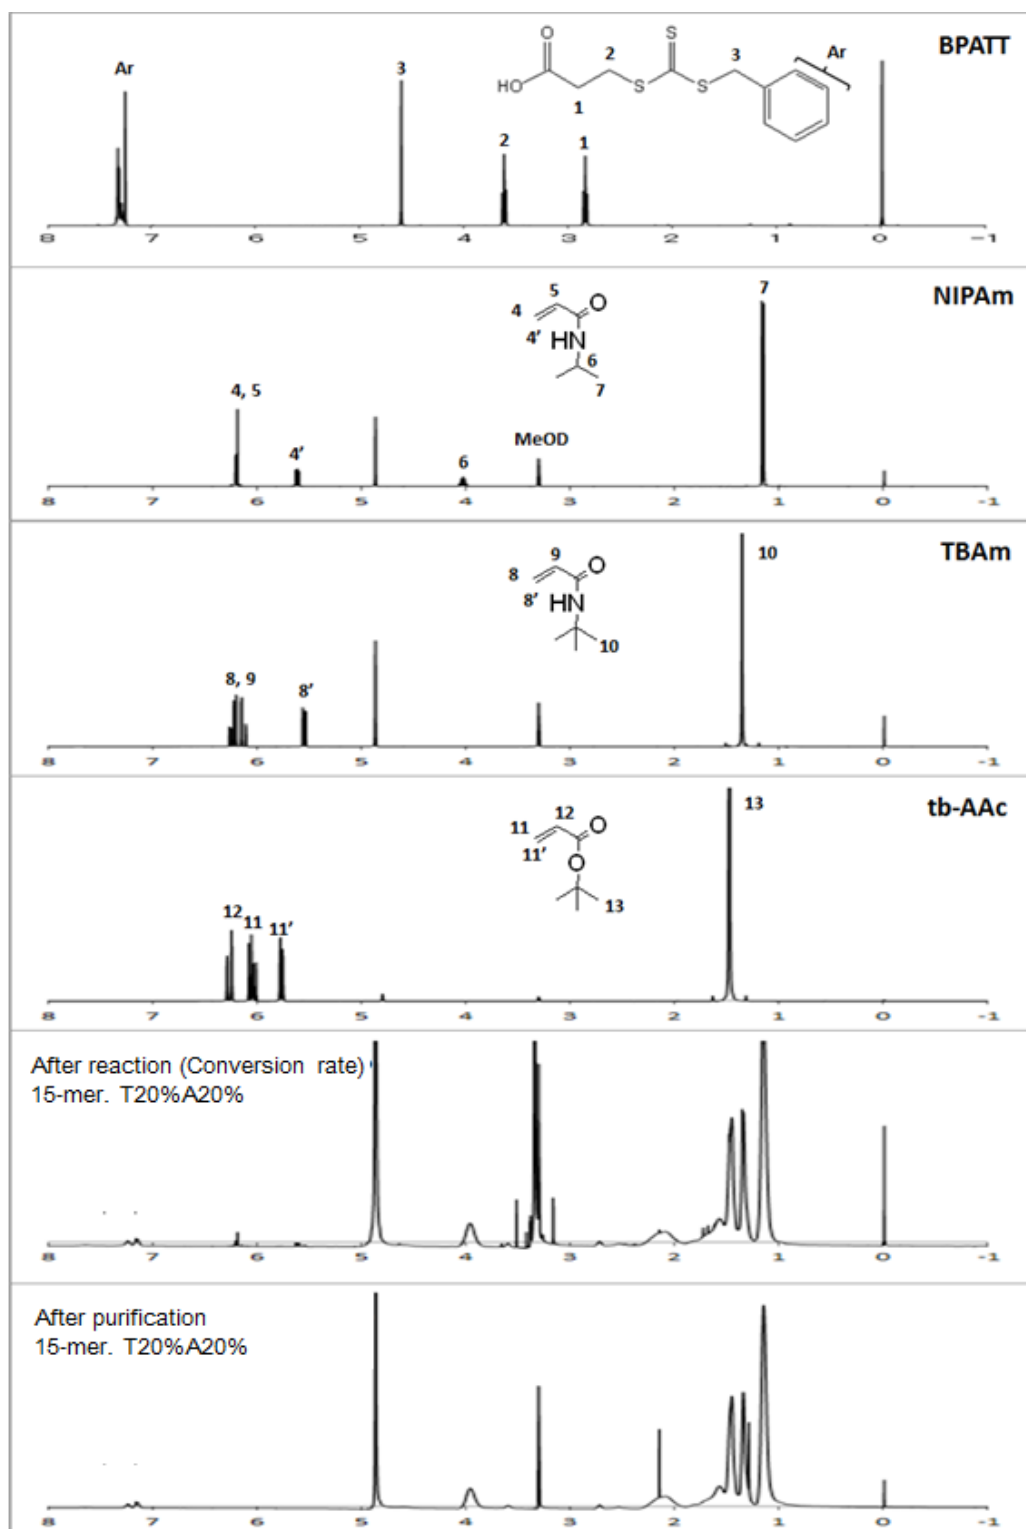 BPATT
Ar
3
2
1
O
HO
1
2
S
S
S
3
Ar
8 7 6 5 4 3 2 1 0 -1
NIPAm
4, 5
4'
6
MeOD
7
5
4
4'
O
HN
6
7
8 7 6 5 4 3 2 1 0 -1
TBAm
8, 9
8'
10
9
8
8'
O
HN
10
8 7 6 5 4 3 2 1 0 -1
tb-AAc
12 11 11'
13
12
11
11'
O
O
13
8 7 6 5 4 3 2 1 0 -1
After reaction (Conversion rate)
15-mer. T20%A20%
8 7 6 5 4 3 2 1 0 -1
After purification
15-mer. T20%A20%
8 7 6 5 4 3 2 1 0 -1